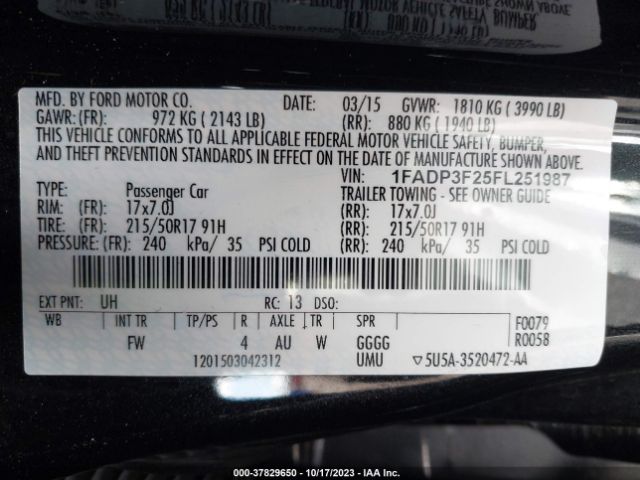 MFD. BY FORD MOTOR CO. DATE: 03/15 GVWR: 1810 KG ( 3990 LB)
GAWR: (FR): 972 KG ( 2143 LB) (RR): 880 KG ( 1940 LB)
THIS VEHICLE CONFORMS TO ALL APPLICABLE FEDERAL MOTOR VEHICLE SAFETY, BUMPER,
AND THEFT PREVENTION STANDARDS IN EFFECT ON THE DATE OF MANUFACTURE SHOWN ABOVE.
VIN: 1FADP3F25FL251987
TYPE: Passenger Car TRAILER TOWING - SEE OWNER GUIDE
RIM: (FR): 17x7.0J (RR): 17x7.0J
TIRE: (FR): 215/50R17 91H (RR): 215/50R17 91H
PRESSURE: (FR): 240 kPa/ 35 PSI COLD (RR): 240 kPa/ 35 PSI COLD
EXT PNT: UH RC: 13 DSO:
WB INT TR TP/PS R AXLE TR SPR F0079
FW 4 AU W GGGG R0058
1201503042312 UMU ▽5U5A-3520472-AA
000-37829650 - 10/17/2023 - IAA Inc.